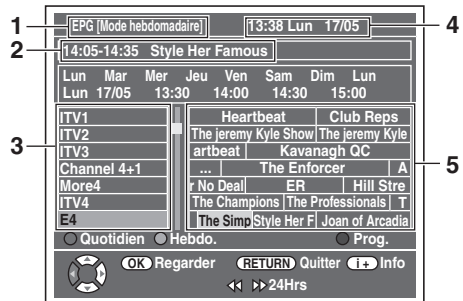 1 EPG [Mode hebdomadaire] 13:38 Lun 17/05 4
2 14:05-14:35 Style Her Famous
Lun Mar Mer Jeu Ven Sam Dim Lun
Lun 17/05 13:30 14:00 14:30 15:00
ITV1 Heartbeat Club Reps
ITV2 The jeremy Kyle Show The jeremy Kyle
3 ITV3 artbeat Kavanagh QC 5
Channel 4+1 ... The Enforcer A
More4 r No Deal ER Hill Stre
ITV4 The Champions The Professionals T
E4 The Simp Style Her F Joan of Arcadia
Quotidien Hebdo. Prog.
OK Regarder RETURN Quitter i+ Info
24Hrs